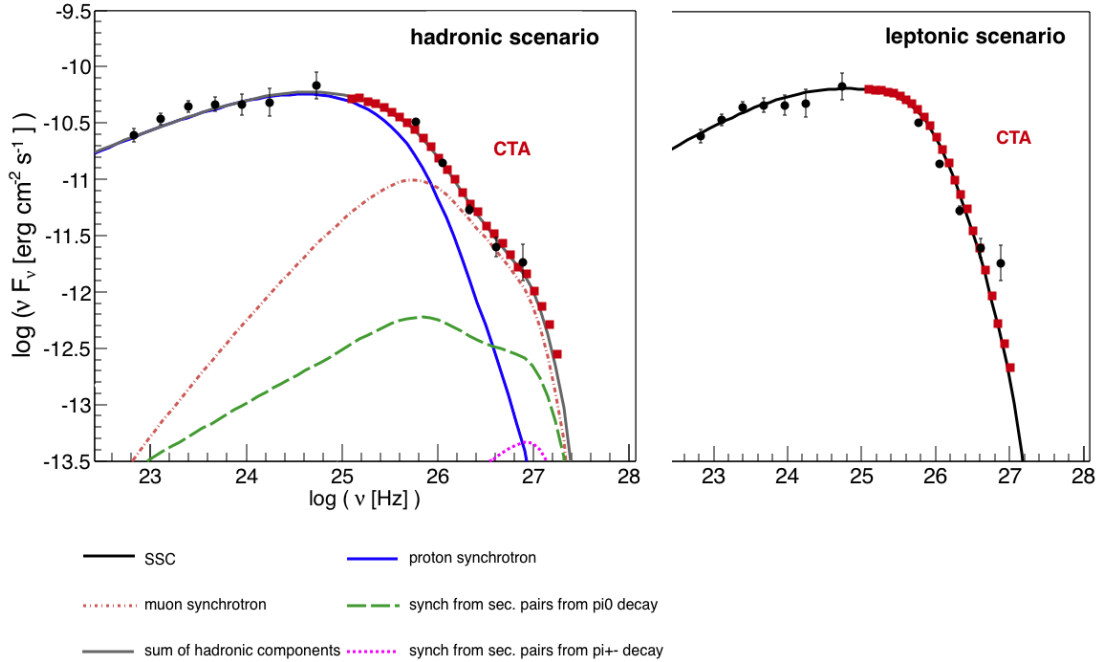 hadronic scenario
leptonic scenario
log (ν Fν [erg cm-2 s-1 ] )
-9.5
-10
-10.5
-11
-11.5
-12
-12.5
-13
-13.5
CTA
CTA
23 24 25 26 27 28
23 24 25 26 27 28
log ( ν [Hz] )
SSC
proton synchrotron
muon synchrotron
synch from sec. pairs from pi0 decay
sum of hadronic components
synch from sec. pairs from pi+- decay